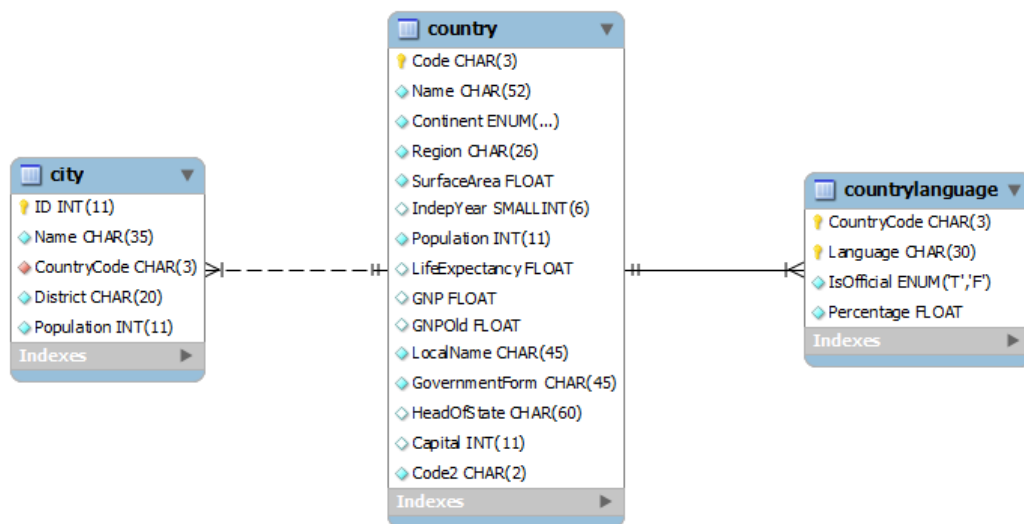 city
ID INT(11)
Name CHAR(35)
CountryCode CHAR(3)
District CHAR(20)
Population INT(11)
Indexes
country
Code CHAR(3)
Name CHAR(52)
Continent ENUM(...)
Region CHAR(26)
SurfaceArea FLOAT
IndepYear SMALLINT(6)
Population INT(11)
LifeExpectancy FLOAT
GNP FLOAT
GNPOld FLOAT
LocalName CHAR(45)
GovernmentForm CHAR(45)
HeadOfState CHAR(60)
Capital INT(11)
Code2 CHAR(2)
Indexes
countrylanguage
CountryCode CHAR(3)
Language CHAR(30)
IsOfficial ENUM('T','F')
Percentage FLOAT
Indexes